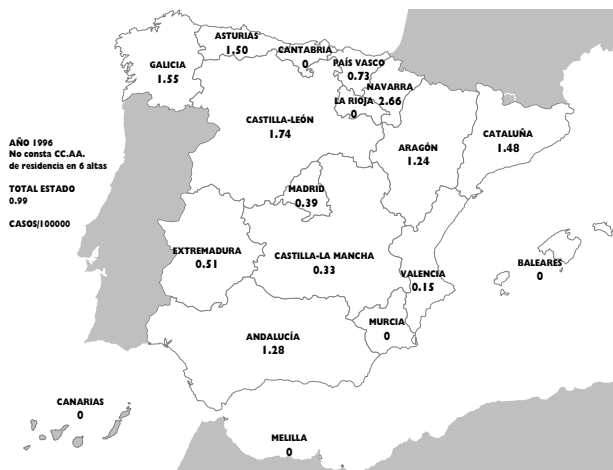 ASTURIAS
1.50
CANTABRIA
0
PAÍS VASCO
0.73
GALICIA
1.55
NAVARRA
2.66
LA RIOJA
0
CASTILLA-LEÓN
1.74
CATALUÑA
1.48
ARAGÓN
1.24
AÑO 1996
No consta CC.AA.
de residencia en 6 altas
TOTAL ESTADO
0.99
CASOS/100000
MADRID
0.39
EXTREMADURA
0.51
CASTILLA-LA MANCHA
0.33
VALENCIA
0.15
BALEARES
0
MURCIA
0
ANDALUCÍA
1.28
CANARIAS
0
MELILLA
0